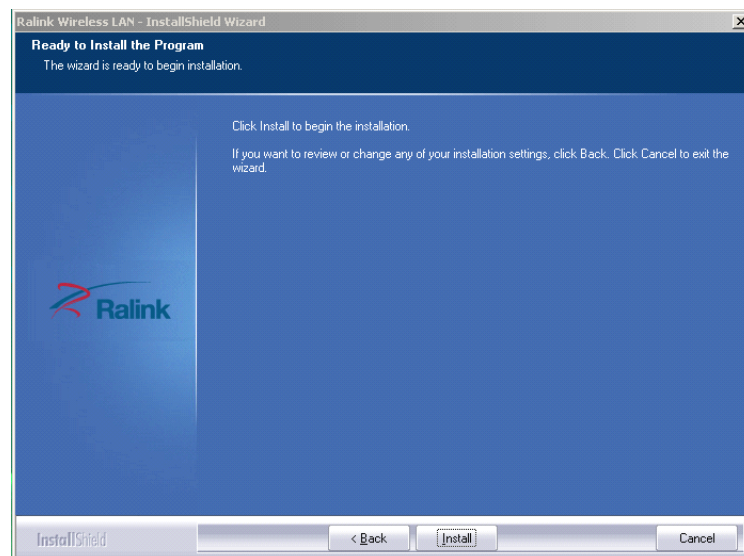 Ralink Wireless LAN - InstallShield Wizard
Ready to Install the Program
The wizard is ready to begin installation.
Click Install to begin the installation.
If you want to review or change any of your installation settings, click Back. Click Cancel to exit the
wizard.
Ralink
InstallShield
< Back
Install
Cancel